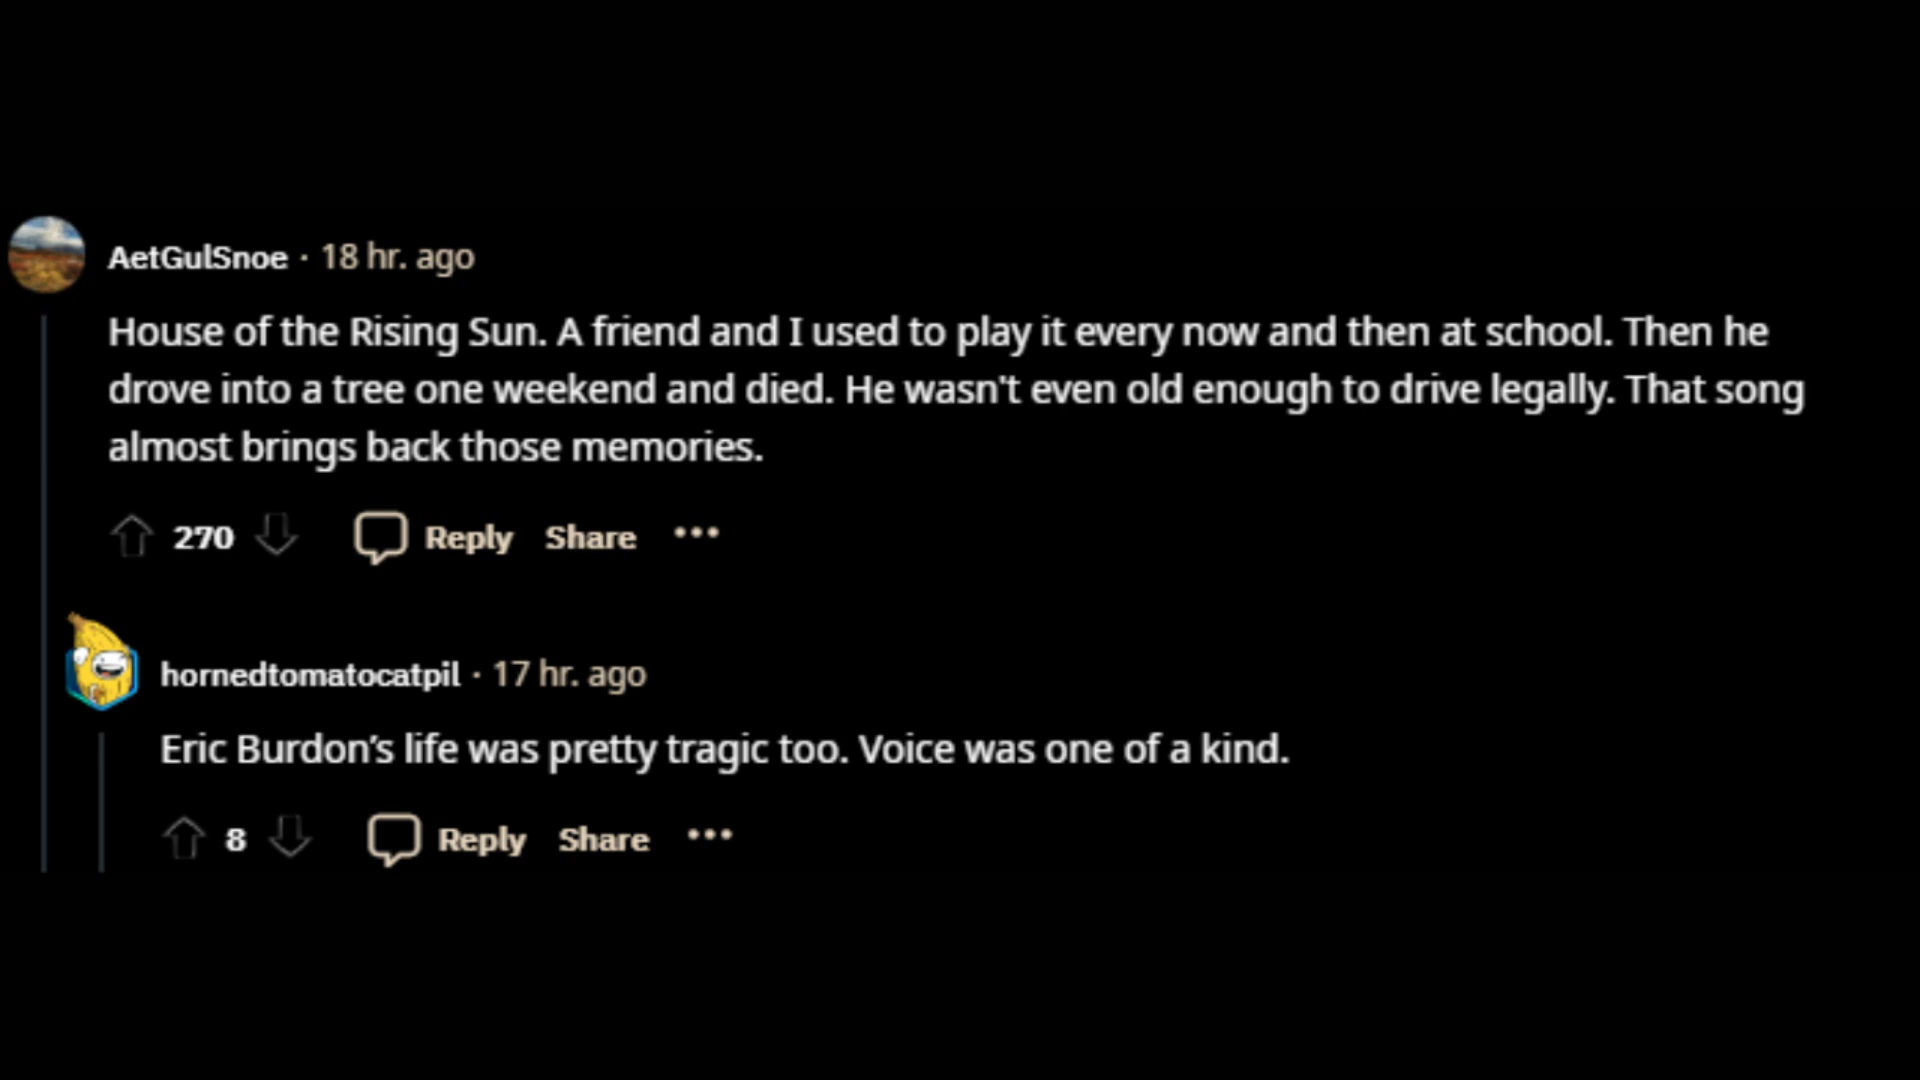 AetGulSnoe · 18 hr. ago
House of the Rising Sun. A friend and I used to play it every now and then at school. Then he
drove into a tree one weekend and died. He wasn't even old enough to drive legally. That song
almost brings back those memories.
270 Reply Share ...
hornedtomatocatpil · 17 hr. ago
Eric Burdon’s life was pretty tragic too. Voice was one of a kind.
8 Reply Share ...